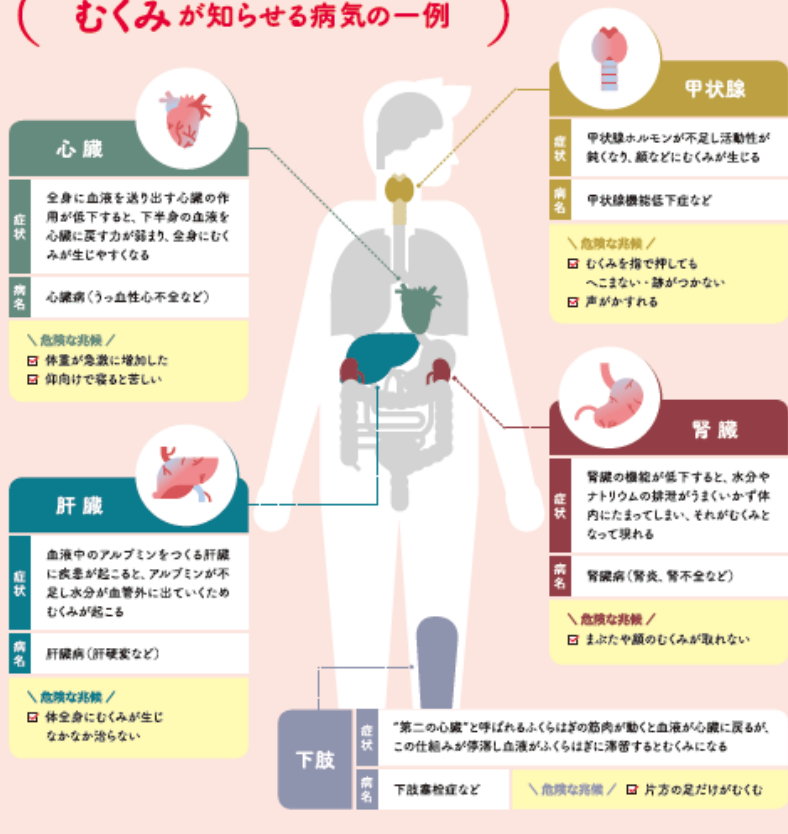 むくみが知らせる病気の一例
心臓
症状
全身に血液を送り出す心臓の作
用が低下すると、下半身の血液を
心臓に戻す力が弱まり、全身にむく
みが生じやすくなる
病名
心臓病（うっ血性心不全など）
＼危険な兆候／
体重が急激に増加した
仰向けで寝ると苦しい
甲状腺
症状
甲状腺ホルモンが不足し活動性が
鈍くなり、顔などにむくみが生じる
病名
甲状腺機能低下症など
＼危険な兆候／
むくみを指で押しても
へこまない・跡がつかない
声がかすれる
肝臓
症状
血液中のアルブミンをつくる肝臓
に疾患が起こると、アルブミンが不
足し水分が血管外に出ていくため
むくみが起こる
病名
肝臓病（肝硬変など）
＼危険な兆候／
体全身にむくみが生じ
なかなか治らない
腎臓
症状
腎臓の機能が低下すると、水分や
ナトリウムの排泄がうまくいかず体
内にたまってしまい、それがむくみと
なって現れる
病名
腎臓病（腎炎、腎不全など）
＼危険な兆候／
まぶたや顔のむくみが取れない
下肢
症状
“第二の心臓”と呼ばれるふくらはぎの筋肉が動くと血液が心臓に戻るが、
この仕組みが停滞し血液がふくらはぎに滞留するとむくみになる
病名
下肢塞栓症など
＼危険な兆候／ 片方の足だけがむくむ